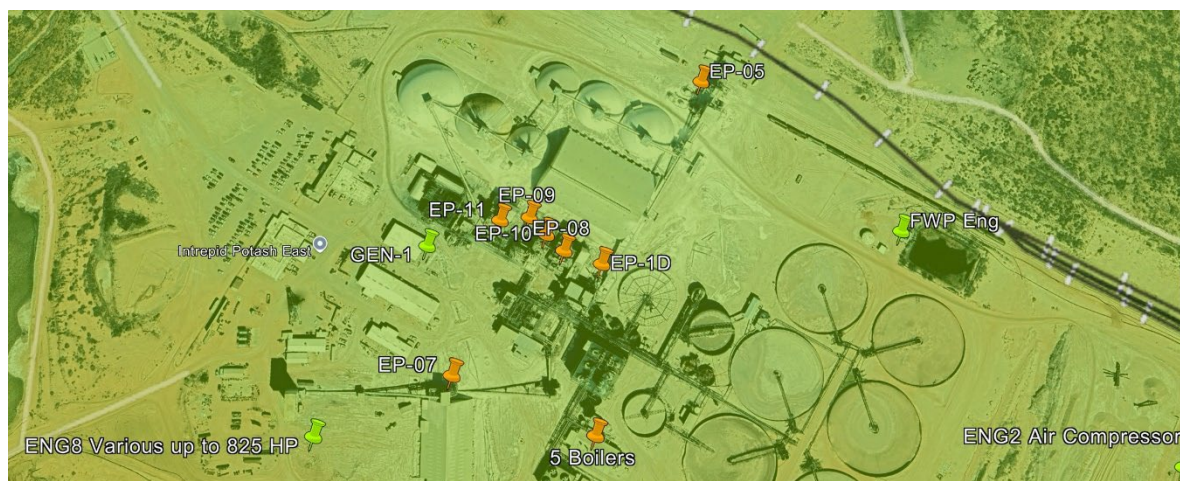 EP-05
EP-09
EP-11
FWP Eng
EP-10
EP-08
Intrepid Potash East
GEN-1
EP-1D
EP-07
ENG8 Various up to 825 HP
ENG2 Air Compressor
5 Boilers